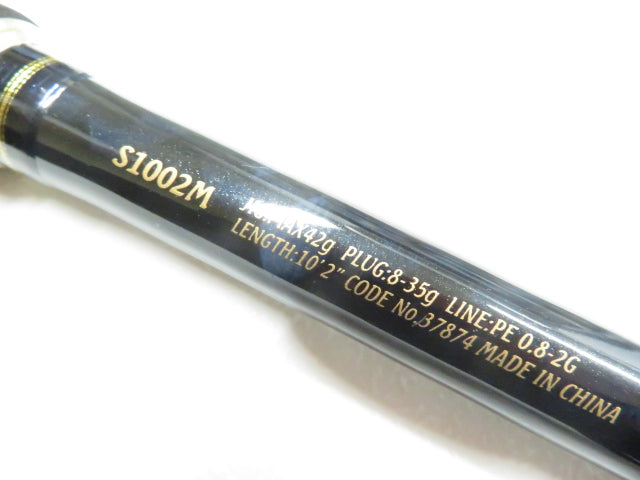 S1002M
JIG:MAX42g PLUG:8-35g LINE:PE 0.8-2G
LENGTH:10'2" CODE No,37874 MADE IN CHINA